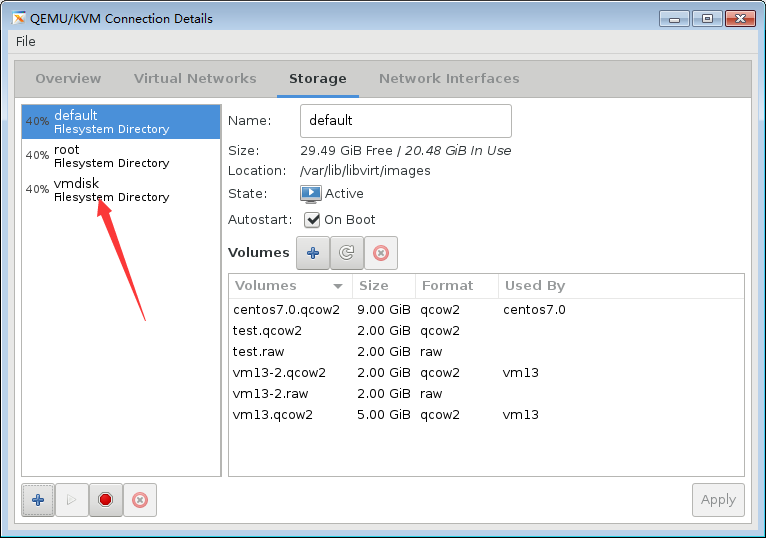 QEMU/KVM Connection Details
File
Overview Virtual Networks Storage Network Interfaces
40% default
Filesystem Directory
40% root
Filesystem Directory
40% vmdisk
Filesystem Directory
Name: default
Size: 29.49 GiB Free / 20.48 GiB In Use
Location: /var/lib/libvirt/images
State: Active
Autostart: On Boot
Volumes
Volumes Size Format Used By
centos7.0.qcow2 9.00 GiB qcow2 centos7.0
test.qcow2 2.00 GiB qcow2
test.raw 2.00 GiB raw
vm13-2.qcow2 2.00 GiB qcow2 vm13
vm13-2.raw 2.00 GiB raw
vm13.qcow2 5.00 GiB qcow2 vm13
Apply